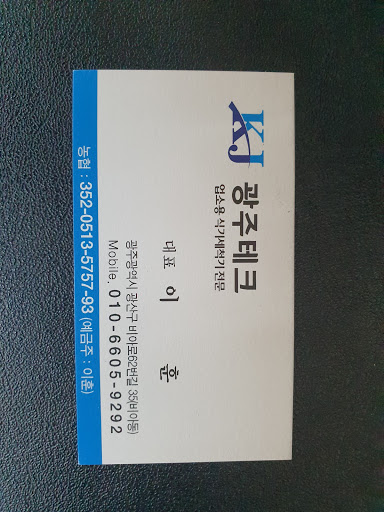 KJ 광주테크
업소용 식기세척기 전문
대표 이 훈
광주광역시 광산구 비아로62번길 35(비아동)
Mobile. 010-6605-9292
농협 : 352-0513-5757-93 (예금주 : 이훈)